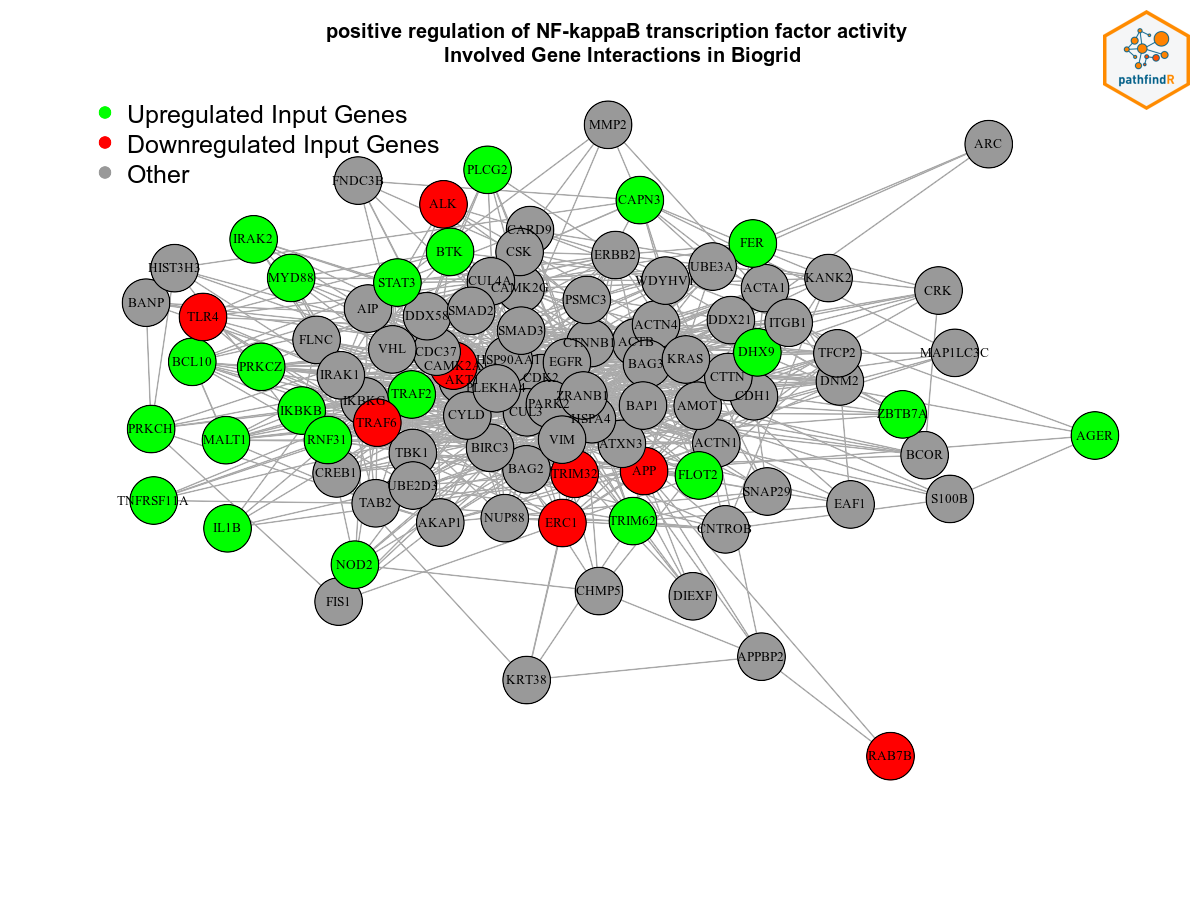 positive regulation of NF-kappaB transcription factor activity
Involved Gene Interactions in Biogrid
pathfindR
Upregulated Input Genes
Downregulated Input Genes
Other
MMP2
ARC
PLCG2
FNDC3B
CAPN3
ALK
CARD9
IRAK2
BTK
FER
CSK
ERBB2
HIST3H3
UBE3A
MYD88
STAT3
CUL4A
WDYHV1
KANK2
CAMK2G
ACTA1
CRK
BANP
PSMC3
AIP
SMAD2
TLR4
DDX58
DDX21
ITGB1
ACTN4
SMAD3
FLNC
CTNNB1
ACTB
VHL
CDC37
DHX9
TFCP2
MAP1LC3C
HSP90AA1
EGFR
KRAS
BCL10
PRKCZ
CAMK2A
BAG3
IRAK1
AKT1
CDK2
CTTN
DNM2
PLEKHA4
TRAF2
ZRANB1
CDH1
IKBKG
PARK2
BAP1
AMOT
IKBKB
CUL3
CYLD
HSPA4
ZBTB7A
TRAF6
PRKCH
MALT1
RNF31
VIM
ATXN3
ACTN1
AGER
BIRC3
TBK1
BCOR
CREB1
BAG2
TRIM32
APP
FLOT2
UBE2D3
SNAP29
TNFRSF11A
TAB2
S100B
EAF1
IL1B
AKAP1
NUP88
ERC1
TRIM62
CNTROB
NOD2
CHMP5
DIEXF
FIS1
APPBP2
KRT38
RAB7B